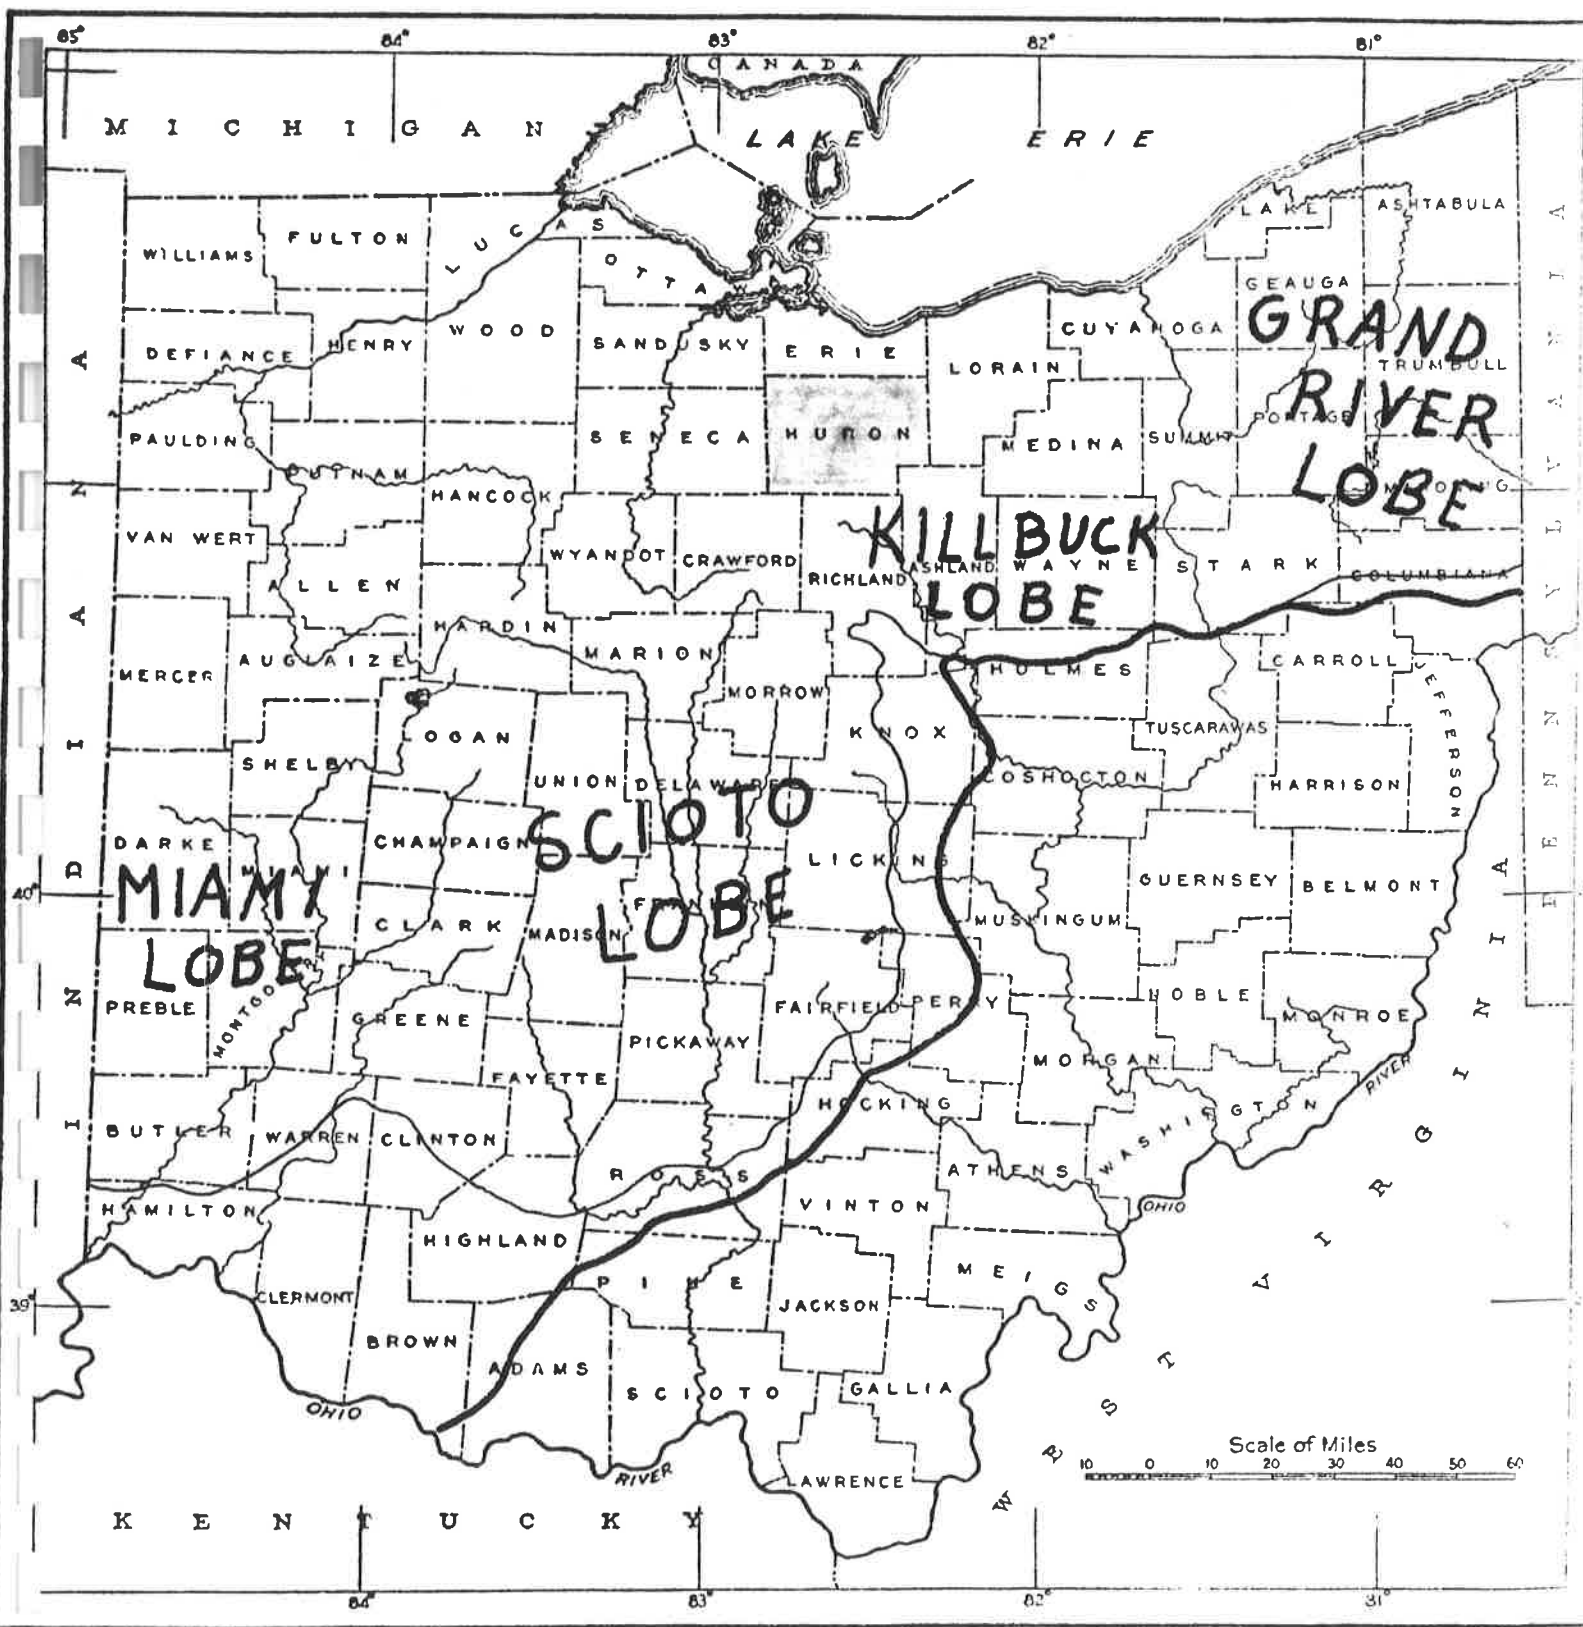 85° 84° 83° 82° 81°
CANADA
MICHIGAN
LAKE ERIE
LAKE ASHTABULA
WILLIAMS FULTON LUCAS
OTTAWA
GEAUGA
GRAND
DEFIANCE HENRY WOOD SANDUSKY ERIE LORAIN CUYAHOGA
TRUMBULL
RIVER
PAULDING SENECA HURON MEDINA SUMMIT PORTAGE
PUTNAM HANCOCK
LOBE
MAHONING
KILLBUCK
VAN WERT WYANDOT CRAWFORD
ALLEN RICHLAND ASHLAND WAYNE STARK COLUMBIANA
LOBE
HARDIN MARION
MERCER AUGLAIZE MORROW HOLMES CARROLL JEFFERSON
LOGAN KNOX TUSCARAWAS
SHELBY UNION DELAWARE COSHOCTON HARRISON
SCIOTO
DARKE CHAMPAIGN
MIAMI LICKING GUERNSEY BELMONT
MIAMI
40°
CLARK MADISON FRANKLIN MUSKINGUM
LOBE
LOBE
PREBLE MONTGOMERY GREENE FAIRFIELD PERRY NOBLE MONROE
PICKAWAY MORGAN
FAYETTE HOCKING WASHINGTON
RIVER
BUTLER WARREN CLINTON
ROSS ATHENS
HAMILTON VINTON OHIO
HIGHLAND
PIKE MEIGS
39°
CLERMONT JACKSON
BROWN
ADAMS SCIOTO GALLIA
OHIO
RIVER LAWRENCE
INDIANA
PENNSYLVANIA
WEST VIRGINIA
Scale of Miles
10 0 10 20 30 40 50 60
KENTUCKY
84° 83° 82° 81°